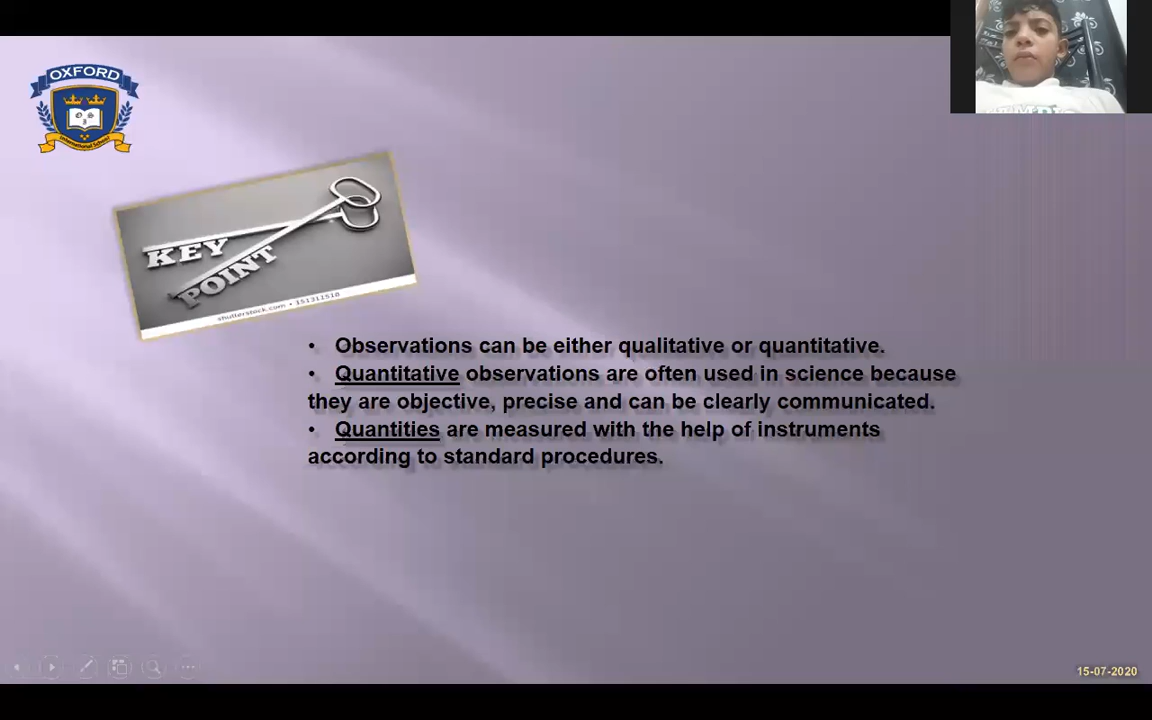 OXFORD
International School
KEY
POINT
shutterstock.com • 151311518
• Observations can be either qualitative or quantitative.
• Quantitative observations are often used in science because
they are objective, precise and can be clearly communicated.
• Quantities are measured with the help of instruments
according to standard procedures.
15-07-2020